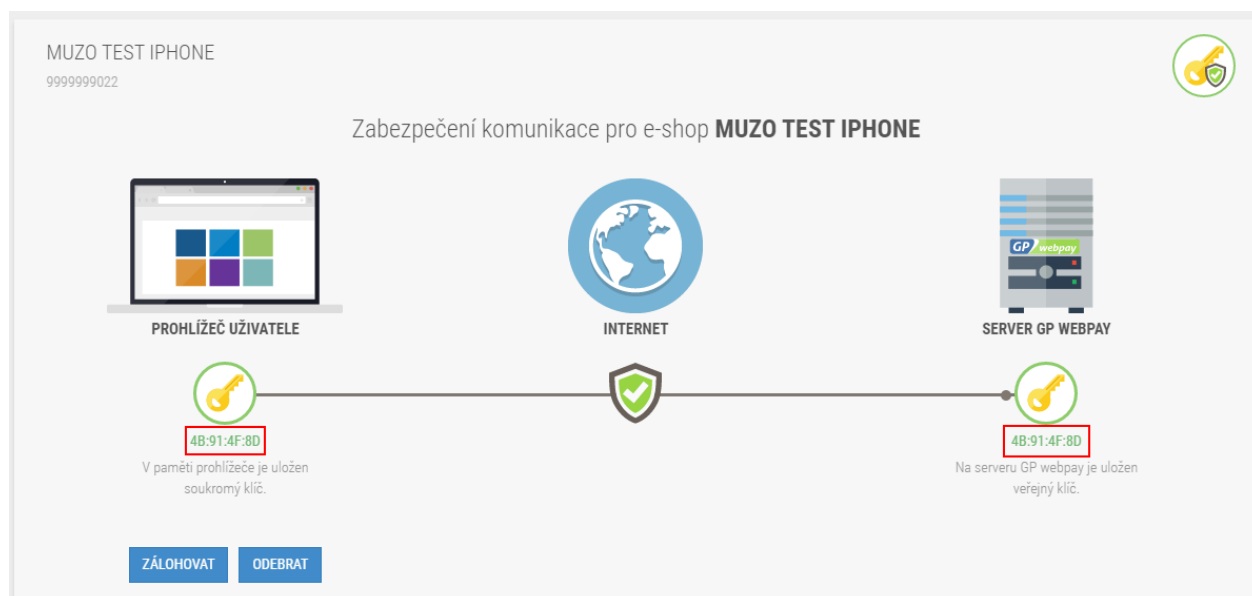 MUZO TEST IPHONE
9999999022
Zabezpečení komunikace pro e-shop MUZO TEST IPHONE
GP webpay
PROHLÍŽEČ UŽIVATELE
INTERNET
SERVER GP WEBPAY
4B:91:4F:8D
V paměti prohlížeče je uložen
soukromý klíč.
4B:91:4F:8D
Na serveru GP webpay je uložen
veřejný klíč.
ZÁLOHOVAT
ODEBRAT